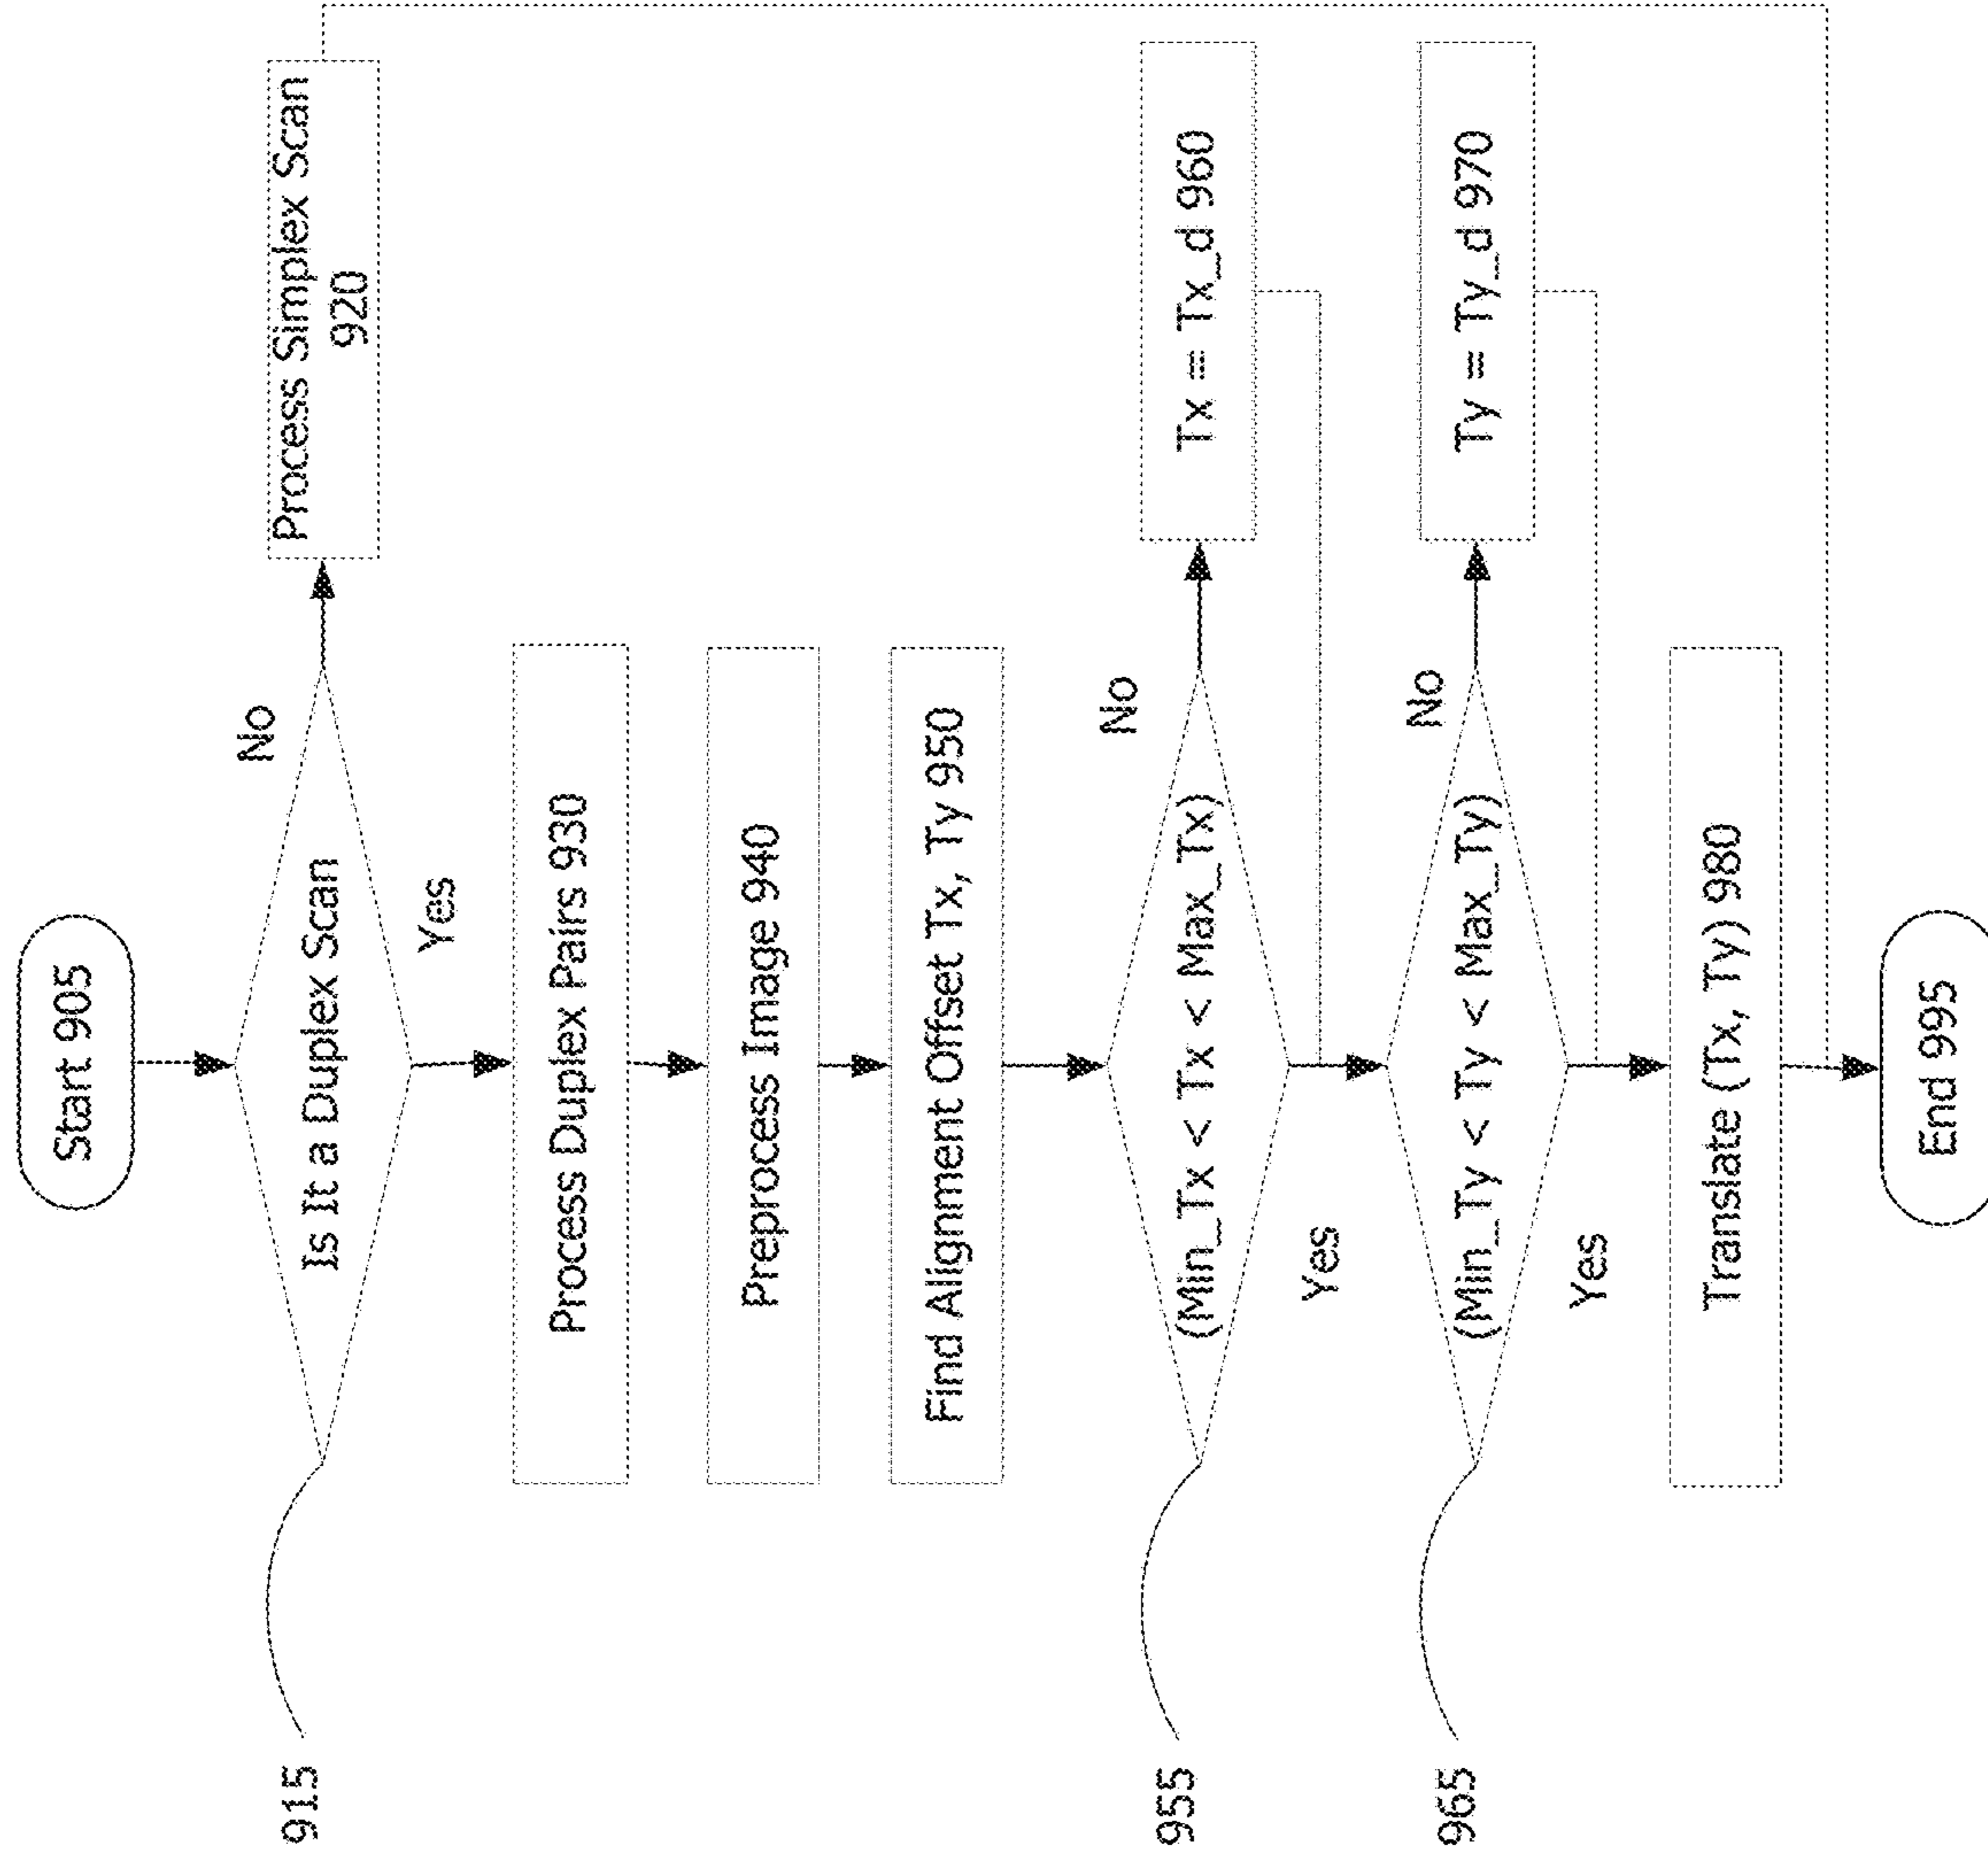 Start 905
915
Is It a Duplex Scan
No
Process Simplex Scan
920
Yes
Process Duplex Pairs 930
Preprocess Image 940
Find Alignment Offset Tx, Ty 950
955
(Min_Tx < Tx < Max_Tx)
No
Tx = Tx_d 960
Yes
965
(Min_Ty < Ty < Max_Ty)
No
Ty = Ty_d 970
Yes
Translate (Tx, Ty) 980
End 995